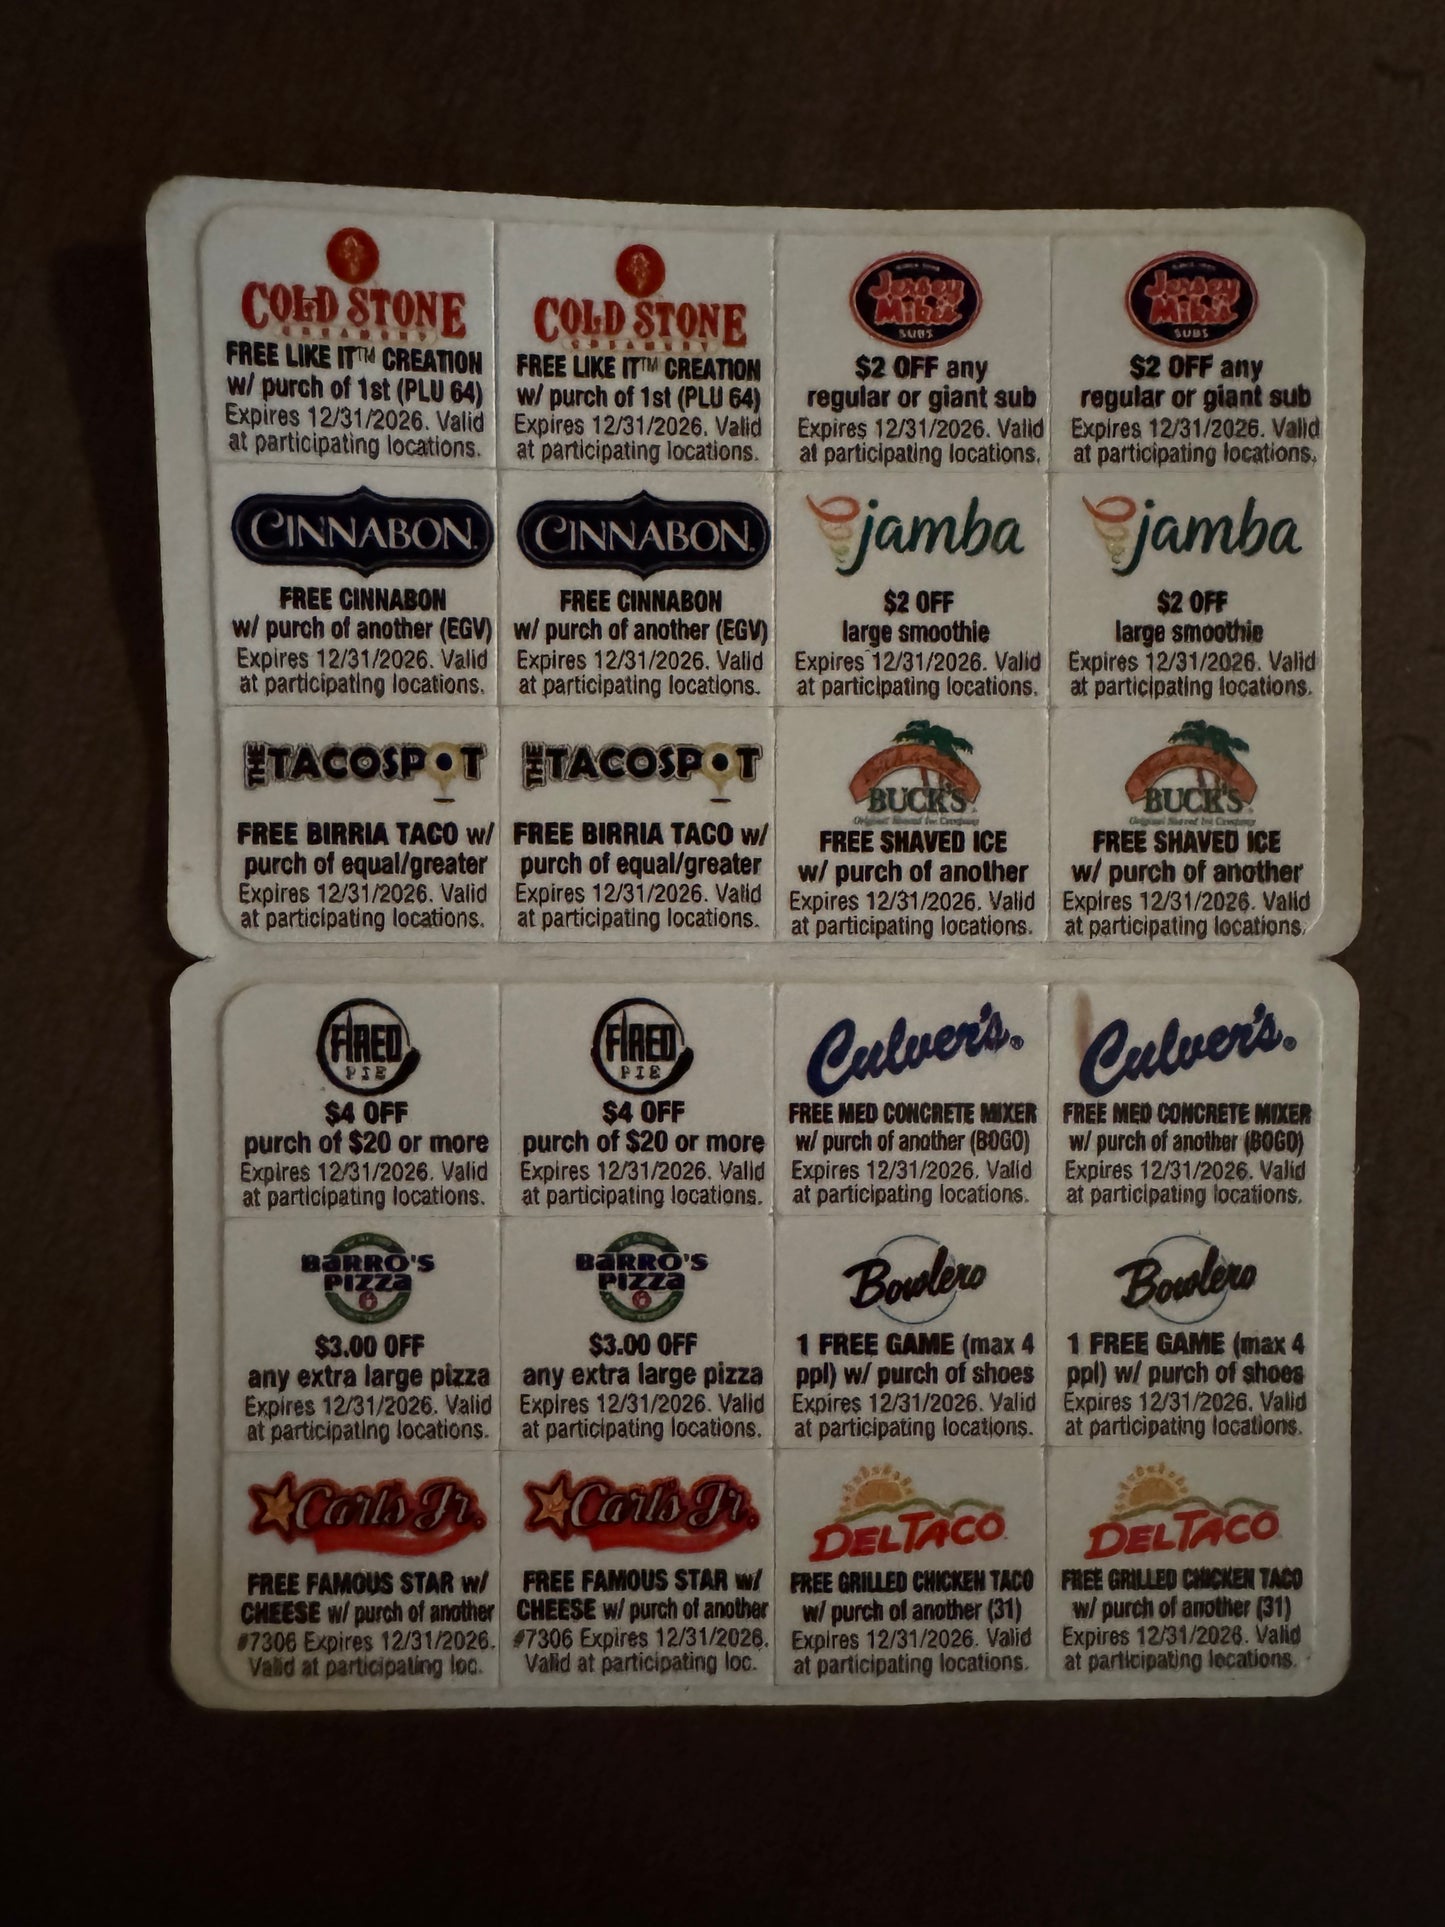 COLD STONE
CREAMERY
FREE LIKE IT™ CREATION
w/ purch of 1st (PLU 64)
Expires 12/31/2026. Valid
at participating locations.
COLD STONE
CREAMERY
FREE LIKE IT™ CREATION
w/ purch of 1st (PLU 64)
Expires 12/31/2026. Valid
at participating locations.
Jersey
Mike's
SUBS
$2 OFF any
regular or giant sub
Expires 12/31/2026. Valid
at participating locations.
Jersey
Mike's
SUBS
$2 OFF any
regular or giant sub
Expires 12/31/2026. Valid
at participating locations.
CINNABON.
FREE CINNABON
w/ purch of another (EGV)
Expires 12/31/2026. Valid
at participating locations.
CINNABON.
FREE CINNABON
w/ purch of another (EGV)
Expires 12/31/2026. Valid
at participating locations.
jamba
$2 OFF
large smoothie
Expires 12/31/2026. Valid
at participating locations.
jamba
$2 OFF
large smoothie
Expires 12/31/2026. Valid
at participating locations.
THE TACOSPOT
FREE BIRRIA TACO w/
purch of equal/greater
Expires 12/31/2026. Valid
at participating locations.
THE TACOSPOT
FREE BIRRIA TACO w/
purch of equal/greater
Expires 12/31/2026. Valid
at participating locations.
BUCK'S
Original Shaved Ice Company
FREE SHAVED ICE
w/ purch of another
Expires 12/31/2026. Valid
at participating locations.
BUCK'S
Original Shaved Ice Company
FREE SHAVED ICE
w/ purch of another
Expires 12/31/2026. Valid
at participating locations.
FIRED
PIE
$4 OFF
purch of $20 or more
Expires 12/31/2026. Valid
at participating locations.
FIRED
PIE
$4 OFF
purch of $20 or more
Expires 12/31/2026. Valid
at participating locations.
Culver's®
FREE MED CONCRETE MIXER
w/ purch of another (BOGO)
Expires 12/31/2026. Valid
at participating locations.
Culver's®
FREE MED CONCRETE MIXER
w/ purch of another (BOGO)
Expires 12/31/2026. Valid
at participating locations.
BARRO'S
PIZZA
$3.00 OFF
any extra large pizza
Expires 12/31/2026. Valid
at participating locations.
BARRO'S
PIZZA
$3.00 OFF
any extra large pizza
Expires 12/31/2026. Valid
at participating locations.
Bowlero
1 FREE GAME (max 4
ppl) w/ purch of shoes
Expires 12/31/2026. Valid
at participating locations.
Bowlero
1 FREE GAME (max 4
ppl) w/ purch of shoes
Expires 12/31/2026. Valid
at participating locations.
Carl's Jr.
FREE FAMOUS STAR w/
CHEESE w/ purch of another
#7306 Expires 12/31/2026.
Valid at participating loc.
Carl's Jr.
FREE FAMOUS STAR w/
CHEESE w/ purch of another
#7306 Expires 12/31/2026.
Valid at participating loc.
DEL TACO
FREE GRILLED CHICKEN TACO
w/ purch of another (31)
Expires 12/31/2026. Valid
at participating locations.
DEL TACO
FREE GRILLED CHICKEN TACO
w/ purch of another (31)
Expires 12/31/2026. Valid
at participating locations.